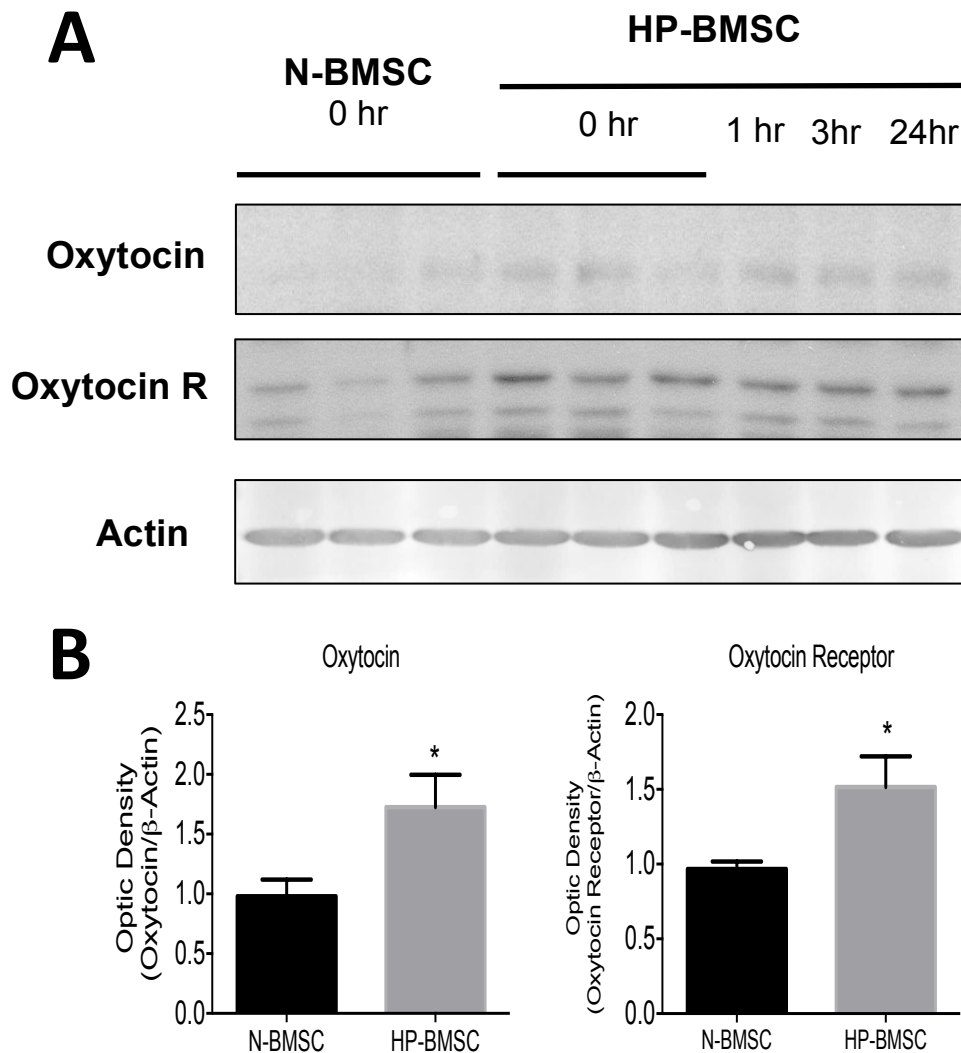 A
HP-BMSC
N-BMSC
0 hr
0 hr
1 hr
3hr
24hr
Oxytocin
Oxytocin R
Actin
B
Oxytocin
Optic Density
(Oxytocin/β-Actin)
2.5
2.0
1.5
1.0
0.5
0.0
*
N-BMSC
HP-BMSC
Oxytocin Receptor
Optic Density
(Oxytocin Receptor/β-Actin)
2.0
1.5
1.0
0.5
0.0
*
N-BMSC
HP-BMSC